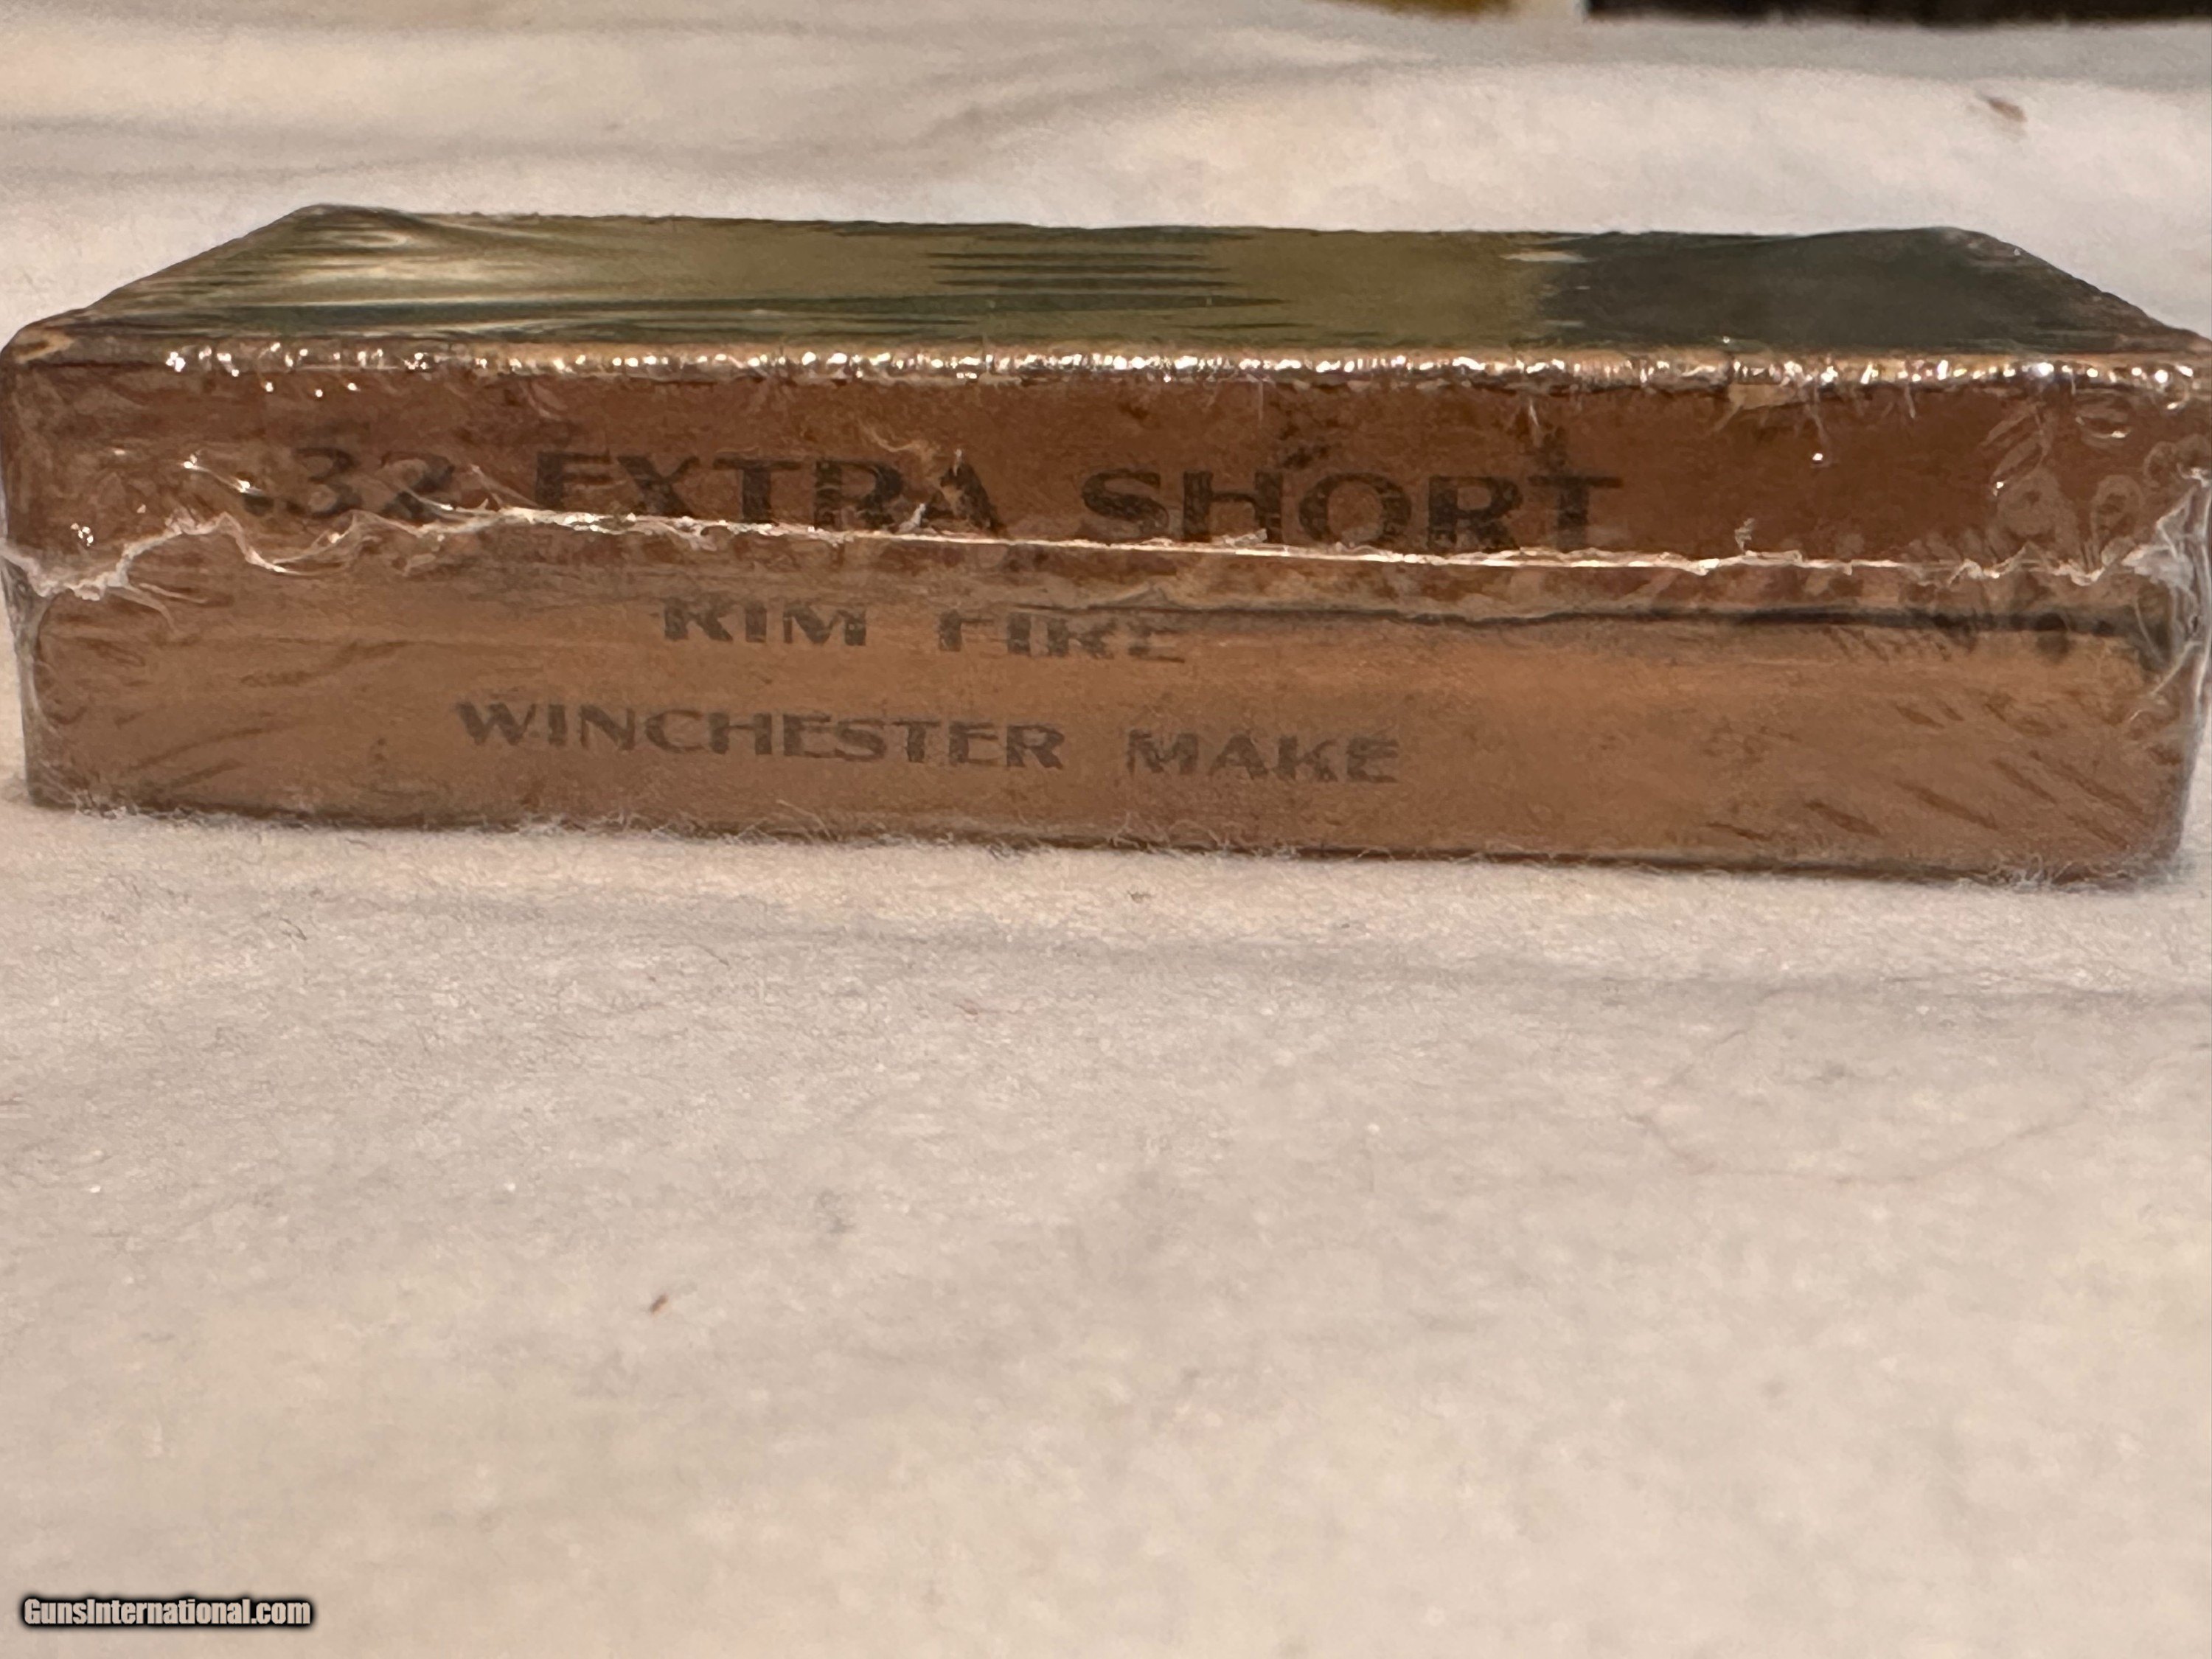 .32 EXTRA SHORT
RIM FIRE
WINCHESTER MAKE
GunsInternational.com